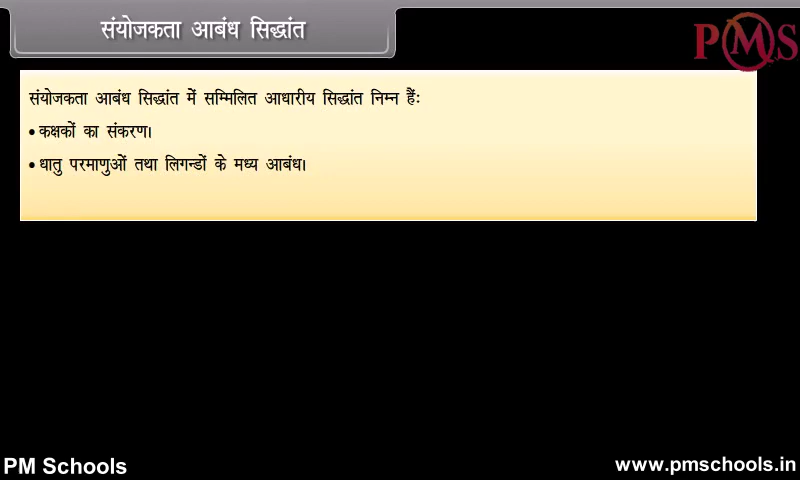 संयोजकता आबंध सिद्धांत
PMS
संयोजकता आबंध सिद्धांत में सम्मिलित आधारीय सिद्धांत निम्न हैं:
• कक्षकों का संकरण।
• धातु परमाणुओं तथा लिगन्डों के मध्य आबंध।
PM Schools
www.pmschools.in